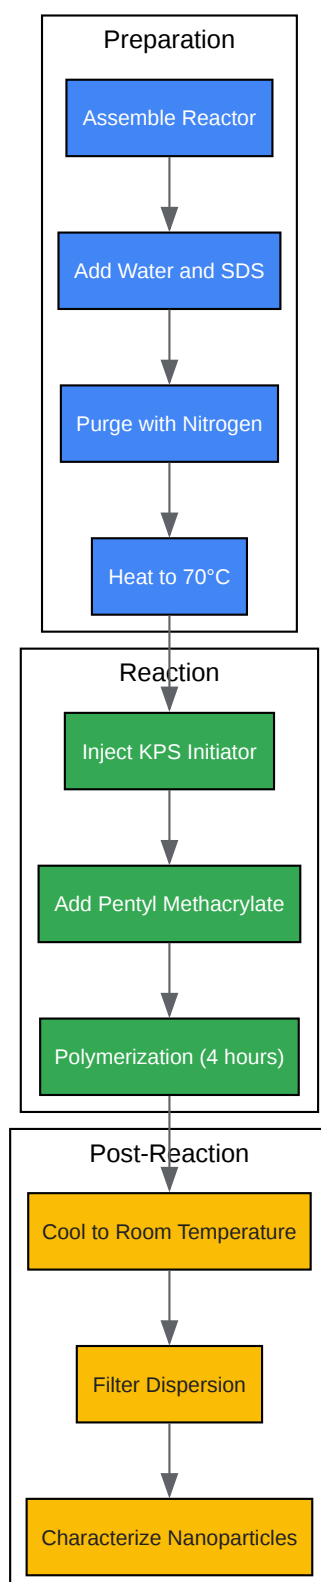 Preparation
Assemble Reactor
Add Water and SDS
Purge with Nitrogen
Heat to 70°C
Reaction
Inject KPS Initiator
Add Pentyl Methacrylate
Polymerization (4 hours)
Post-Reaction
Cool to Room Temperature
Filter Dispersion
Characterize Nanoparticles